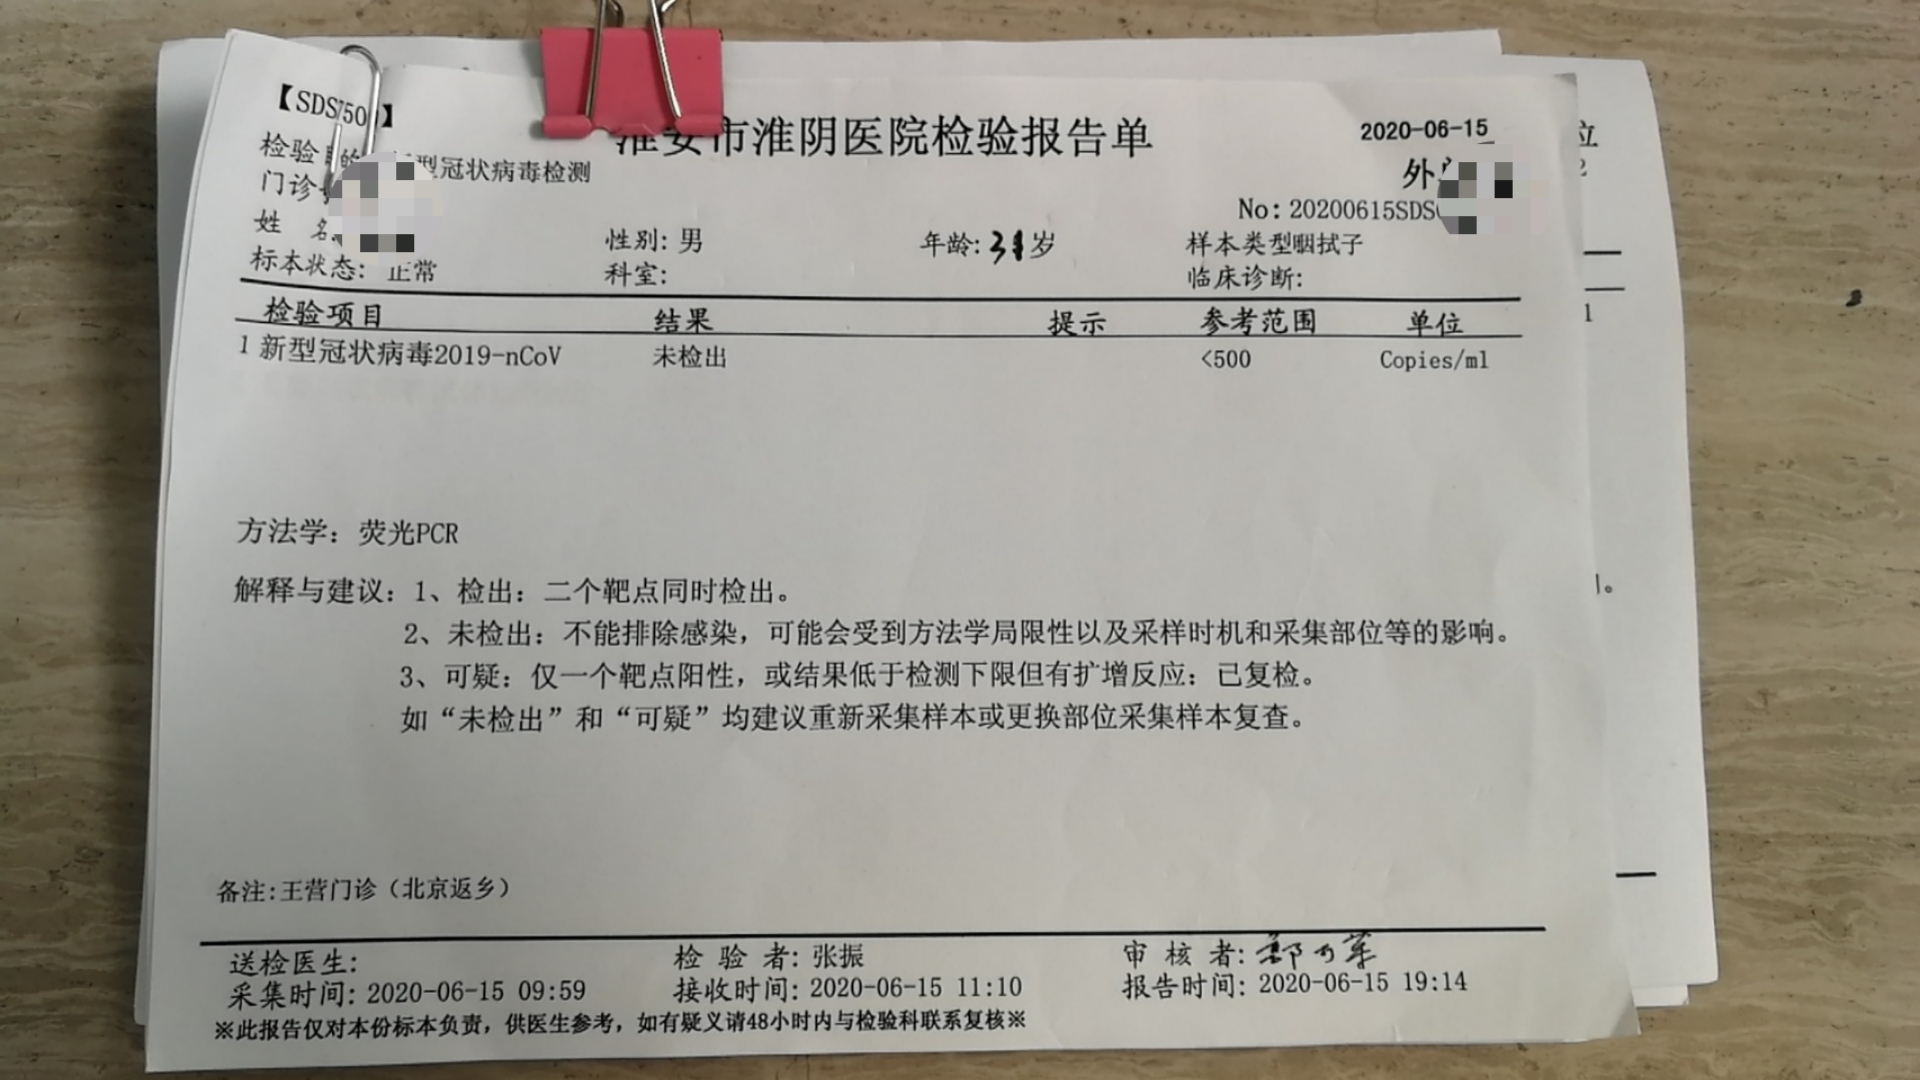 【SDS750
淮安市淮阴医院检验报告单
2020-06-15
检验目的 型冠状病毒检测
门诊
外
No: 20200615SDS
姓 名
性别: 男
年龄: 岁
样本类型咽拭子
标本状态: 正常
科室:
临床诊断:
检验项目 结果 提示 参考范围 单位
1 新型冠状病毒2019-nCoV 未检出 <500 Copies/ml
方法学: 荧光PCR
解释与建议: 1、检出: 二个靶点同时检出。
2、未检出: 不能排除感染，可能会受到方法学局限性以及采样时机和采集部位等的影响。
3、可疑: 仅一个靶点阳性，或结果低于检测下限但有扩增反应: 已复检。
如“未检出”和“可疑”均建议重新采集样本或更换部位采集样本复查。
备注:王营门诊（北京返乡）
送检医生:
检 验 者: 张振
审 核 者:
采集时间: 2020-06-15 09:59
接收时间: 2020-06-15 11:10
报告时间: 2020-06-15 19:14
※此报告仅对本份标本负责，供医生参考，如有疑义请48小时内与检验科联系复核※